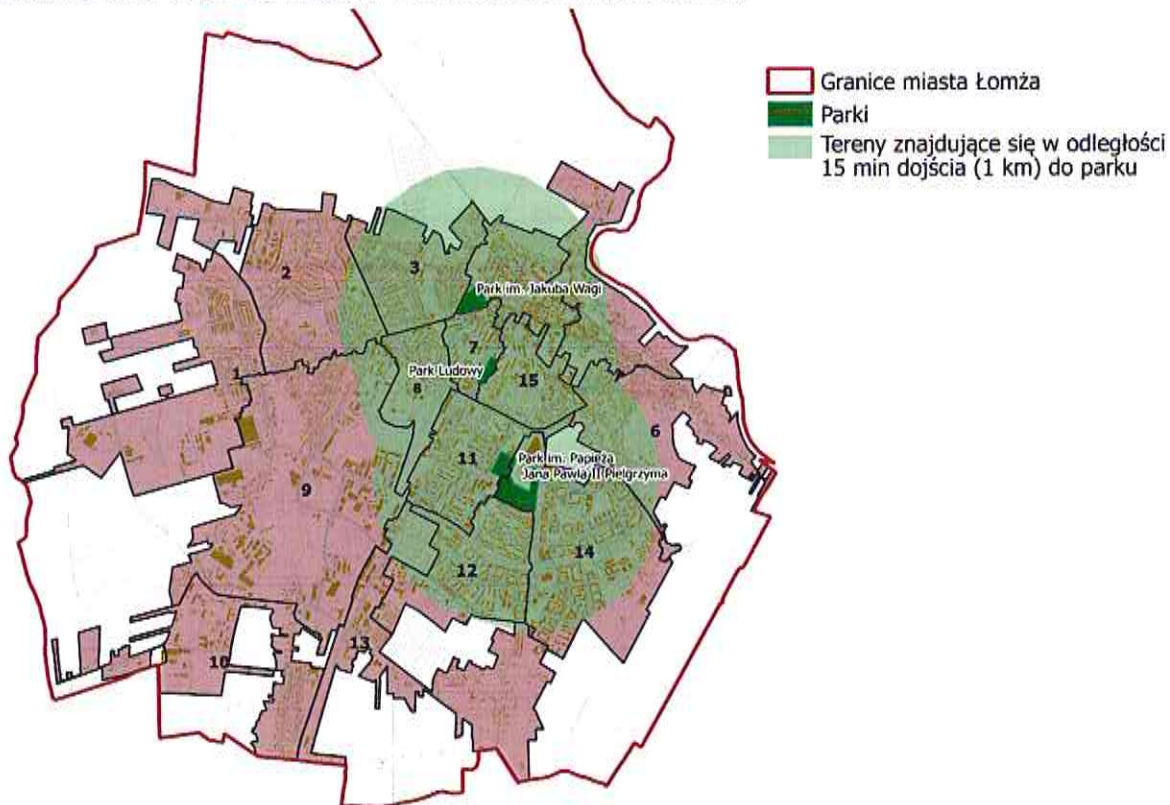 Granice miasta Łomża
Parki
Tereny znajdujące się w odległości
15 min dojścia (1 km) do parku
2
3
Park im. Jakuba Wagi
1
7
Park Ludowy
8
15
6
11
Park im. Papieża
Jana Pawła II Pielgrzyma
9
14
12
13
10